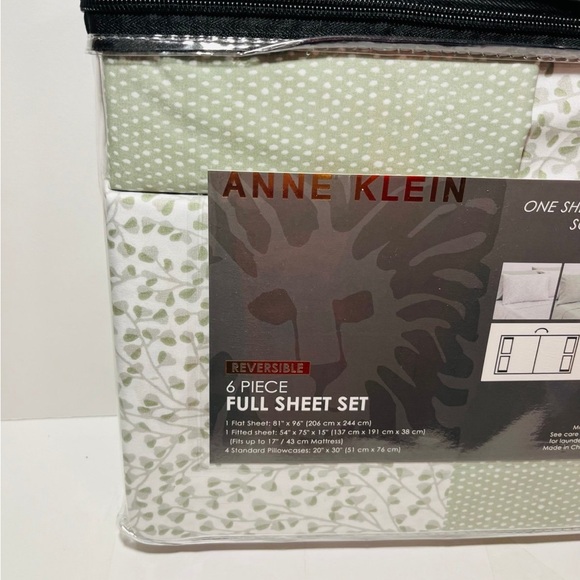 ANNE KLEIN
ONE SH
REVERSIBLE
6 PIECE
FULL SHEET SET
1 Flat Sheet: 81" x 96" (206 cm x 244 cm)
1 Fitted sheet: 54" x 75" x 15" (137 cm x 191 cm x 38 cm)
(Fits up to 17" / 43 cm Mattress)
4 Standard Pillowcases: 20" x 30" (51 cm x 76 cm)
See care
for laund
Made in Ch